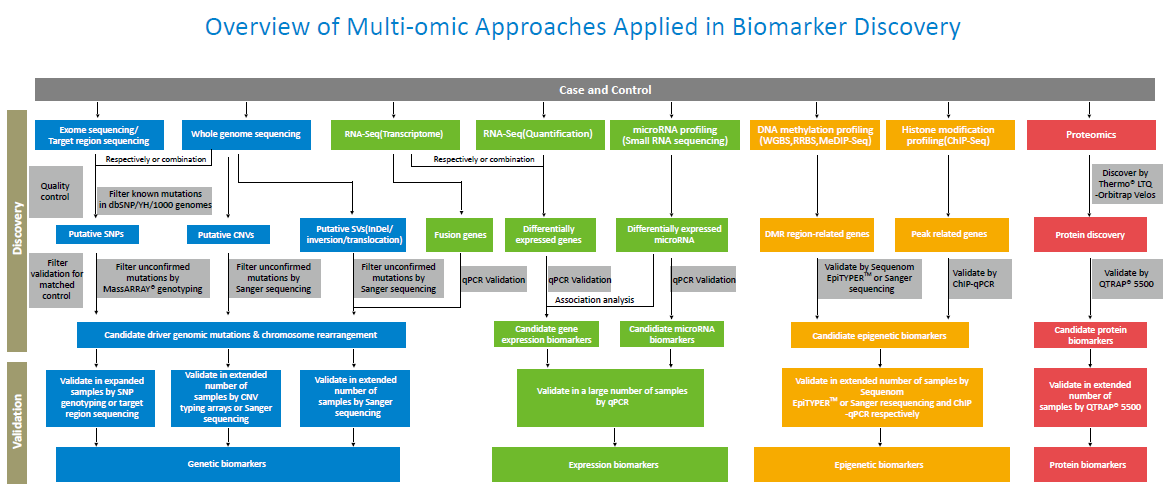 Overview of Multi-omic Approaches Applied in Biomarker Discovery
Case and Control
Discovery
Exome sequencing/
Target region sequencing
Whole genome sequencing
RNA-Seq(Transcriptome)
RNA-Seq(Quantification)
microRNA profiling
(Small RNA sequencing)
DNA methylation profiling
(WGBS,RRBS,MeDIP-Seq)
Histone modification
profiling(ChIP-Seq)
Proteomics
Respectively or combination
Respectively or combination
Quality
control
Filter known mutations
in dbSNP/YH/1000 genomes
Discover by
Thermo® LTQ
-Orbitrap Velos
Putative SNPs
Putative CNVs
Putative SVs(InDel/
inversion/translocation)
Fusion genes
Differentially
expressed genes
Differentially expressed
microRNA
DMR region-related genes
Peak related genes
Protein discovery
Filter
validation for
matched
control
Filter unconfirmed
mutations by
MassARRAY® genotyping
Filter unconfirmed
mutations by
Sanger sequencing
Filter unconfirmed
mutations by
Sanger sequencing
qPCR Validation
qPCR Validation
qPCR Validation
Association analysis
Validate by Sequenom
EpiTYPER™ or Sanger
sequencing
Validate by
ChIP-qPCR
Validate by
QTRAP® 5500
Candidate driver genomic mutations & chromosome rearrangement
Candidate gene
expression biomarkers
Candidate microRNA
biomarkers
Candidate epigenetic biomarkers
Candidate protein
biomarkers
Validation
Validate in expanded
samples by SNP
genotyping or target
region sequencing
Validate in extended
number of
samples by CNV
typing arrays or Sanger
sequencing
Validate in extended
number of
samples by Sanger
sequencing
Validate in a large number of samples
by qPCR
Validate in extended number of samples by
Sequenom
EpiTYPER™ or Sanger resequencing and ChIP
-qPCR respectively
Validate in extended
number of
samples by QTRAP® 5500
Genetic biomarkers
Expression biomarkers
Epigenetic biomarkers
Protein biomarkers